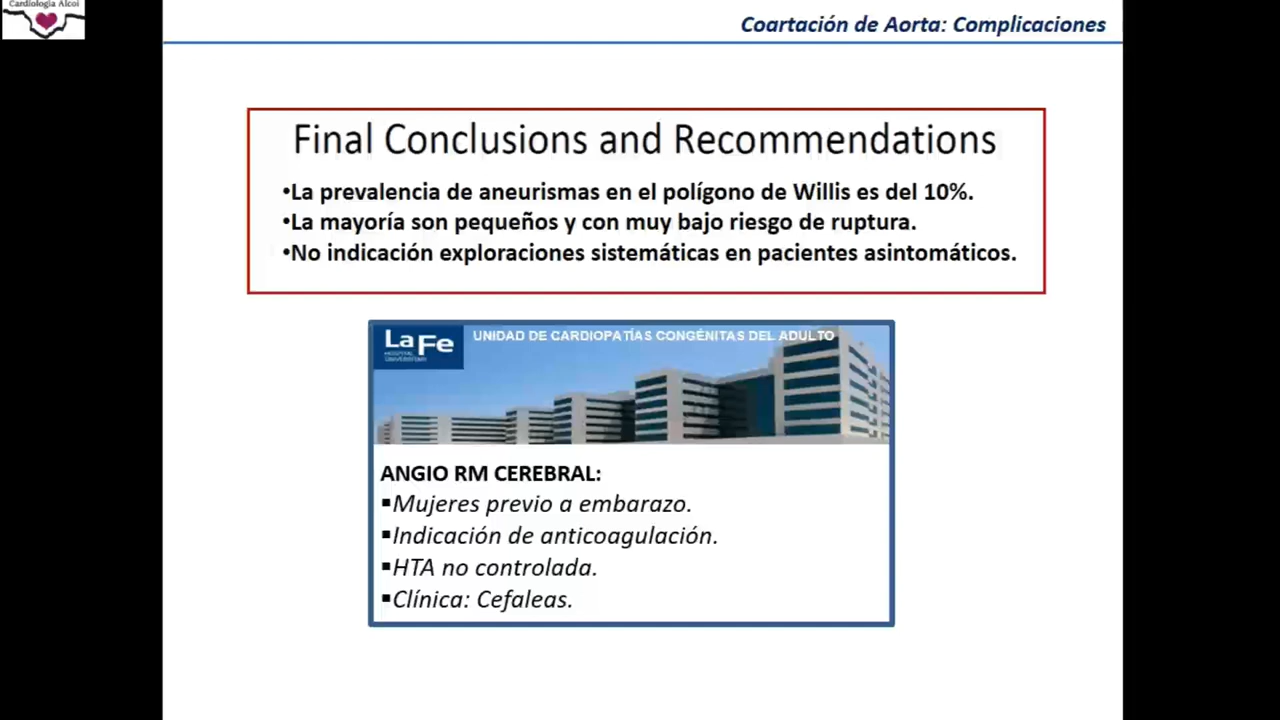 Cardiología Alcoi
Coartación de Aorta: Complicaciones
Final Conclusions and Recommendations
•La prevalencia de aneurismas en el polígono de Willis es del 10%.
•La mayoría son pequeños y con muy bajo riesgo de ruptura.
•No indicación exploraciones sistemáticas en pacientes asintomáticos.
La Fe
HOSPITAL
UNIVERSITARI
UNIDAD DE CARDIOPATÍAS CONGÉNITAS DEL ADULTO
ANGIO RM CEREBRAL:
▪Mujeres previo a embarazo.
▪Indicación de anticoagulación.
▪HTA no controlada.
▪Clínica: Cefaleas.